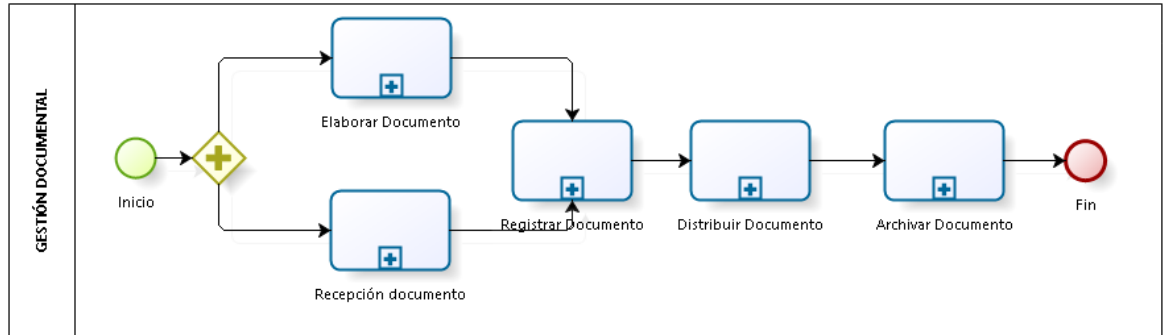 GESTIÓN DOCUMENTAL
Inicio
Elaborar Documento
Recepción documento
Registrar Documento
Distribuir Documento
Archivar Documento
Fin